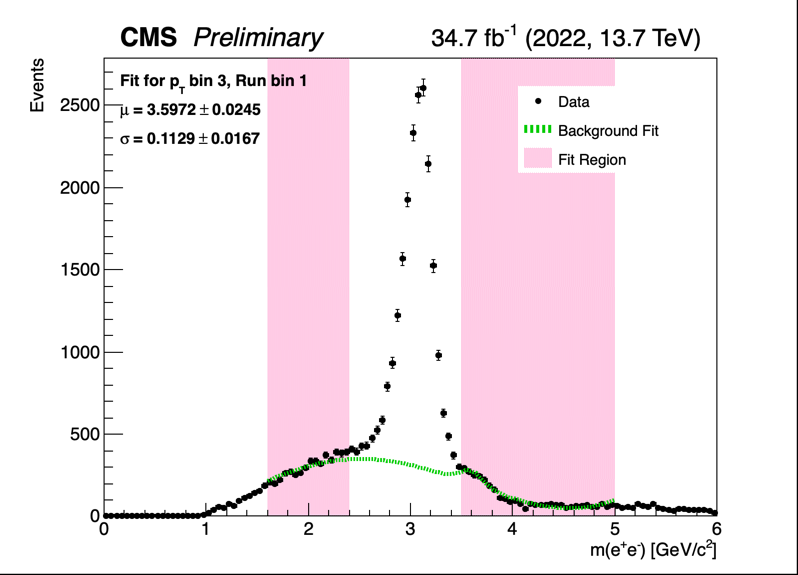 CMS Preliminary 34.7 fb⁻¹ (2022, 13.7 TeV)
Events
Fit for p_T bin 3, Run bin 1
μ = 3.5972 ± 0.0245
σ = 0.1129 ± 0.0167
Data
Background Fit
Fit Region
2500
2000
1500
1000
500
0
0 1 2 3 4 5 6
m(e⁺e⁻) [GeV/c²]